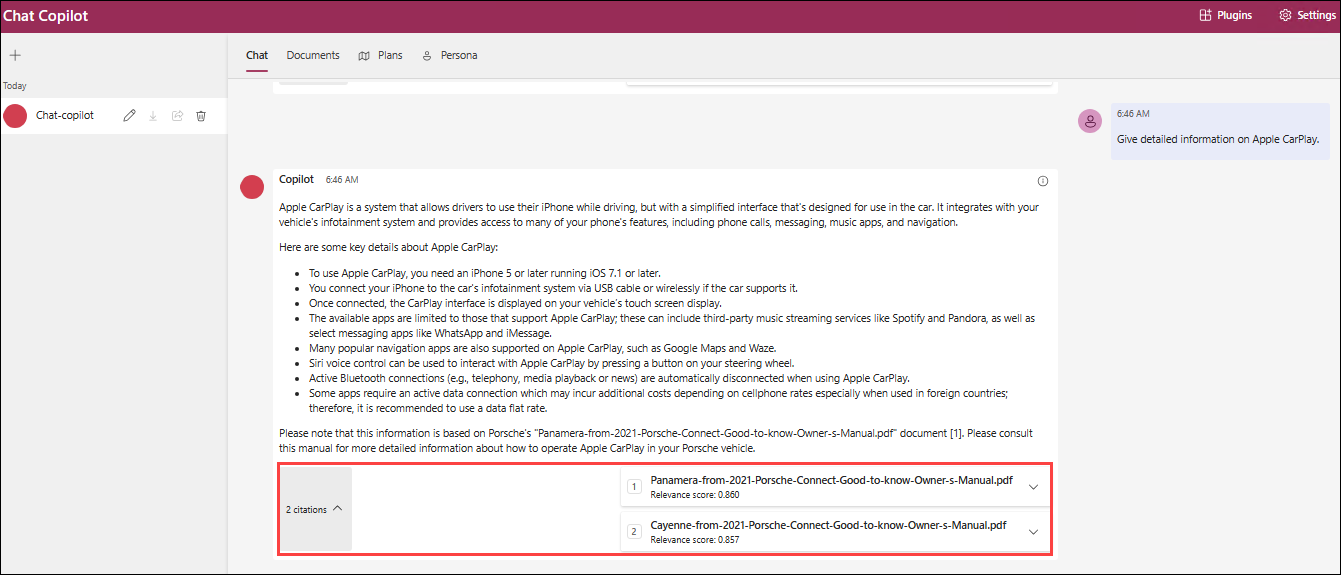 Chat Copilot
Plugins
Settings
Chat
Documents
Plans
Persona
Today
Chat-copilot
6:46 AM
Give detailed information on Apple CarPlay.
Copilot 6:46 AM
Apple CarPlay is a system that allows drivers to use their iPhone while driving, but with a simplified interface that's designed for use in the car. It integrates with your
vehicle's infotainment system and provides access to many of your phone's features, including phone calls, messaging, music apps, and navigation.
Here are some key details about Apple CarPlay:
• To use Apple CarPlay, you need an iPhone 5 or later running iOS 7.1 or later.
• You connect your iPhone to the car's infotainment system via USB cable or wirelessly if the car supports it.
• Once connected, the CarPlay interface is displayed on your vehicle's touch screen display.
• The available apps are limited to those that support Apple CarPlay; these can include third-party music streaming services like Spotify and Pandora, as well as
select messaging apps like WhatsApp and iMessage.
• Many popular navigation apps are also supported on Apple CarPlay, such as Google Maps and Waze.
• Siri voice control can be used to interact with Apple CarPlay by pressing a button on your steering wheel.
• Active Bluetooth connections (e.g., telephony, media playback or news) are automatically disconnected when using Apple CarPlay.
• Some apps require an active data connection which may incur additional costs depending on cellphone rates especially when used in foreign countries;
therefore, it is recommended to use a data flat rate.
Please note that this information is based on Porsche's "Panamera-from-2021-Porsche-Connect-Good-to-know-Owner-s-Manual.pdf" document [1]. Please consult
this manual for more detailed information about how to operate Apple CarPlay in your Porsche vehicle.
2 citations
1 Panamera-from-2021-Porsche-Connect-Good-to-know-Owner-s-Manual.pdf
Relevance score: 0.860
2 Cayenne-from-2021-Porsche-Connect-Good-to-know-Owner-s-Manual.pdf
Relevance score: 0.857